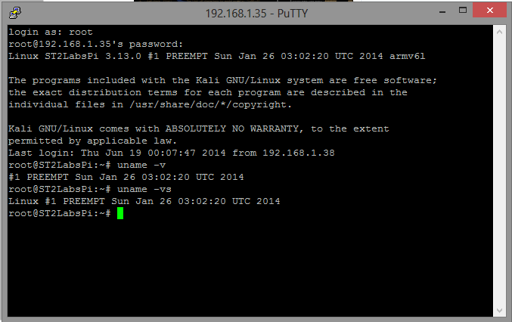 192.168.1.35 - PuTTY
login as: root
root@192.168.1.35's password:
Linux ST2LabsPi 3.13.0 #1 PREEMPT Sun Jan 26 03:02:20 UTC 2014 armv6l
The programs included with the Kali GNU/Linux system are free software;
the exact distribution terms for each program are described in the
individual files in /usr/share/doc/*/copyright.
Kali GNU/Linux comes with ABSOLUTELY NO WARRANTY, to the extent
permitted by applicable law.
Last login: Thu Jun 19 00:07:47 2014 from 192.168.1.38
root@ST2LabsPi:~# uname -v
#1 PREEMPT Sun Jan 26 03:02:20 UTC 2014
root@ST2LabsPi:~# uname -vs
Linux #1 PREEMPT Sun Jan 26 03:02:20 UTC 2014
root@ST2LabsPi:~#